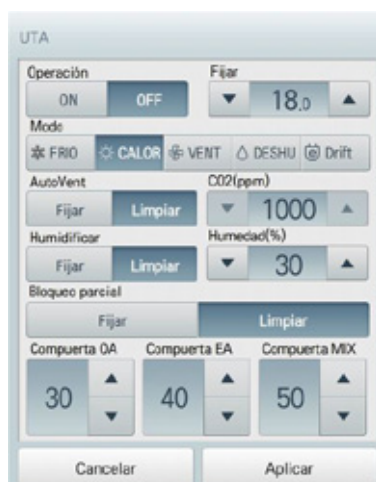 UTA
Operación Fijar
ON OFF 18.0
Modo
FRIO CALOR VENT DESHU Drift
AutoVent CO2(ppm)
Fijar Limpiar 1000
Humidificar Humedad(%)
Fijar Limpiar 30
Bloqueo parcial
Fijar Limpiar
Compuerta OA Compuerta EA Compuerta MIX
30 40 50
Cancelar Aplicar